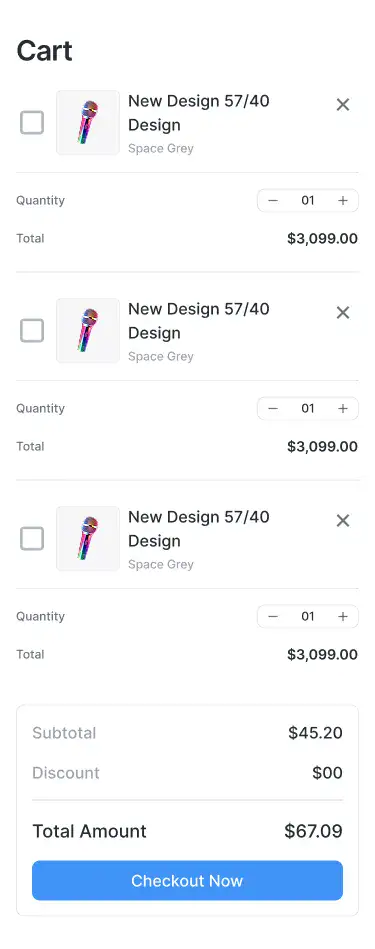 Cart
New Design 57/40
Design
Space Grey
Quantity
01
Total
$3,099.00
New Design 57/40
Design
Space Grey
Quantity
01
Total
$3,099.00
New Design 57/40
Design
Space Grey
Quantity
01
Total
$3,099.00
Subtotal
$45.20
Discount
$00
Total Amount
$67.09
Checkout Now